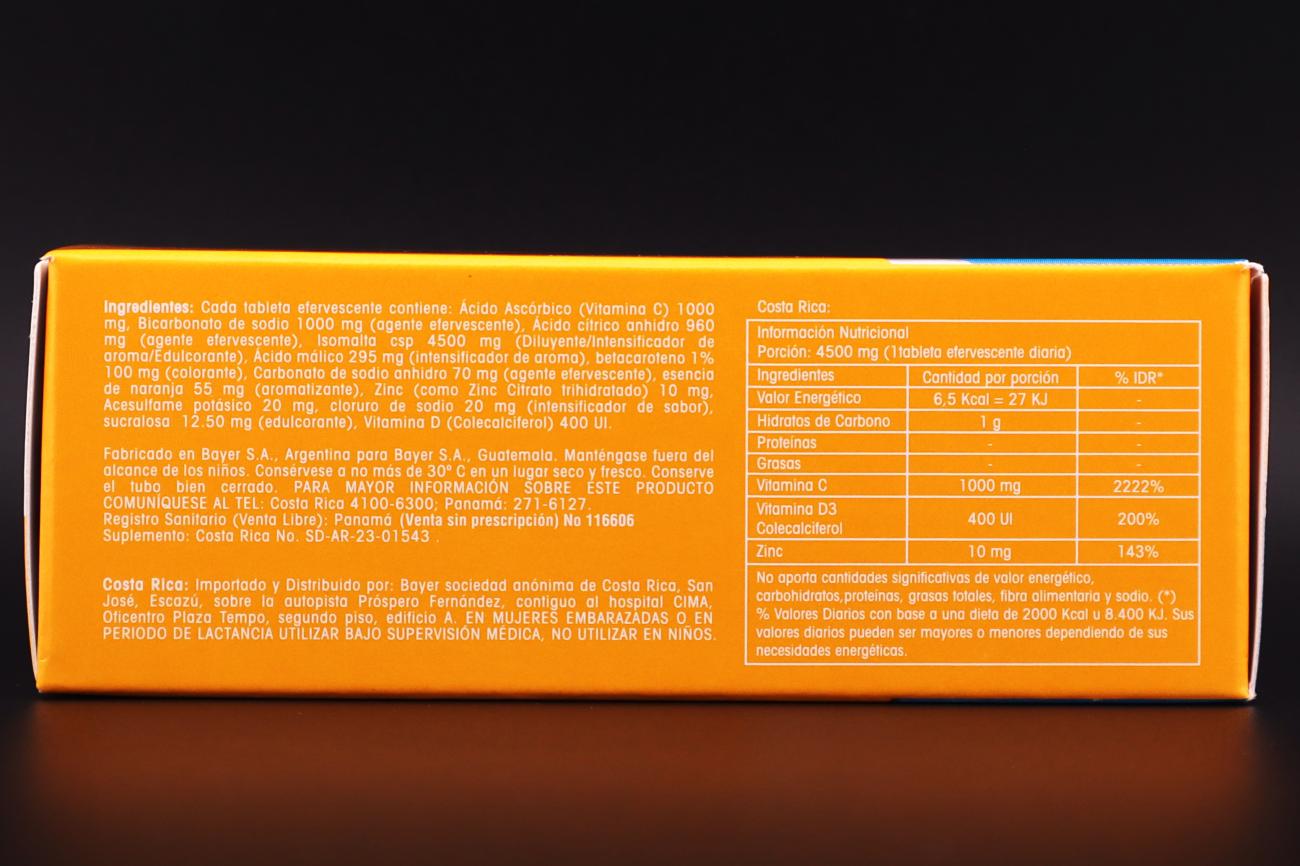 Ingredientes: Cada tableta efervescente contiene: Ácido Ascórbico (Vitamina C) 1000
mg, Bicarbonato de sodio 1000 mg (agente efervescente), Ácido cítrico anhidro 960
mg (agente efervescente), Isomalta csp 4500 mg (Diluyente/Intensificador de
aroma/Edulcorante), Ácido málico 295 mg (intensificador de aroma), betacaroteno 1%
100 mg (colorante), Carbonato de sodio anhidro 70 mg (agente efervescente), esencia
de naranja 55 mg (aromatizante), Zinc (como Zinc Citrato trihidratado) 10 mg,
Acesulfame potásico 20 mg, cloruro de sodio 20 mg (intensificador de sabor),
sucralosa 12.50 mg (edulcorante), Vitamina D (Colecalciferol) 400 UI.
Fabricado en Bayer S.A., Argentina para Bayer S.A., Guatemala. Manténgase fuera del
alcance de los niños. Consérvese a no más de 30º C en un lugar seco y fresco. Conserve
el tubo bien cerrado. PARA MAYOR INFORMACIÓN SOBRE ESTE PRODUCTO
COMUNÍQUESE AL TEL: Costa Rica 4100-6300; Panamá: 271-6127.
Registro Sanitario (Venta Libre): Panamá (Venta sin prescripción) No 116606
Suplemento: Costa Rica No. SD-AR-23-01543 .
Costa Rica: Importado y Distribuido por: Bayer sociedad anónima de Costa Rica, San
José, Escazú, sobre la autopista Próspero Fernández, contiguo al hospital CIMA,
Oficentro Plaza Tempo, segundo piso, edificio A. EN MUJERES EMBARAZADAS O EN
PERIODO DE LACTANCIA UTILIZAR BAJO SUPERVISIÓN MÉDICA, NO UTILIZAR EN NIÑOS.
Costa Rica:
Información Nutricional
Porción: 4500 mg (1tableta efervescente diaria)
Ingredientes Cantidad por porción % IDR*
Valor Energético 6,5 Kcal = 27 KJ -
Hidratos de Carbono 1 g -
Proteínas - -
Grasas - -
Vitamina C 1000 mg 2222%
Vitamina D3
Colecalciferol 400 UI 200%
Zinc 10 mg 143%
No aporta cantidades significativas de valor energético,
carbohidratos,proteínas, grasas totales, fibra alimentaria y sodio. (*)
% Valores Diarios con base a una dieta de 2000 Kcal u 8.400 KJ. Sus
valores diarios pueden ser mayores o menores dependiendo de sus
necesidades energéticas.